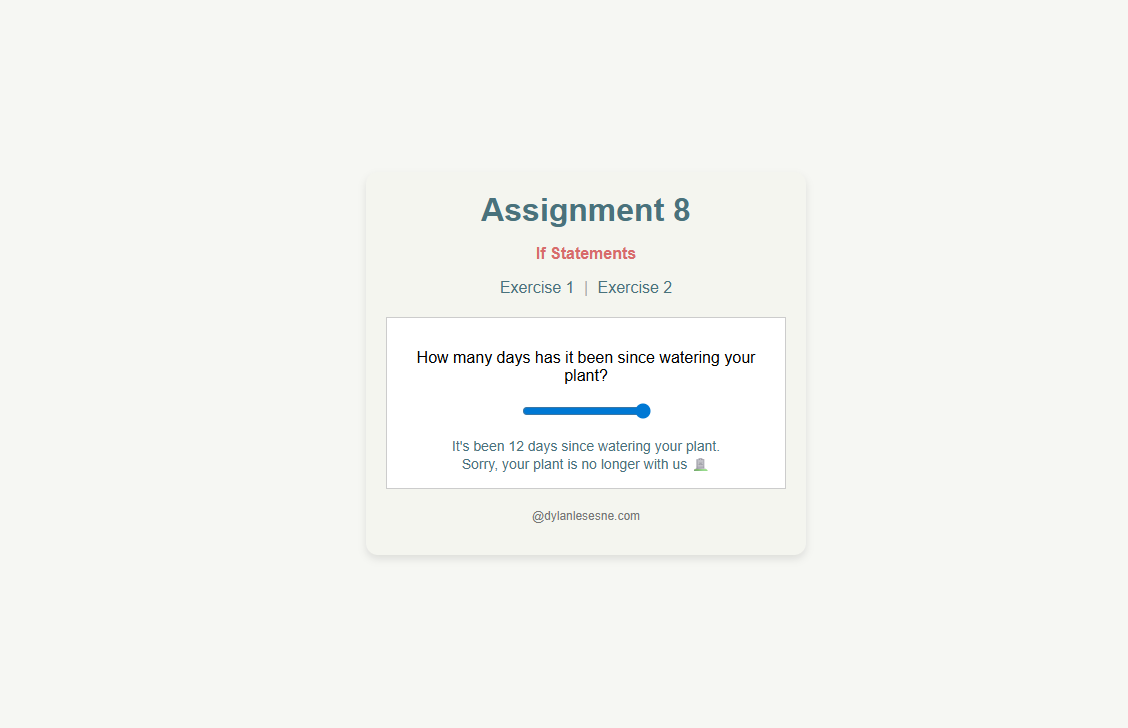 Assignment 8
If Statements
Exercise 1 | Exercise 2
How many days has it been since watering your
plant?
It's been 12 days since watering your plant.
Sorry, your plant is no longer with us 🪦
@dylanlesesne.com